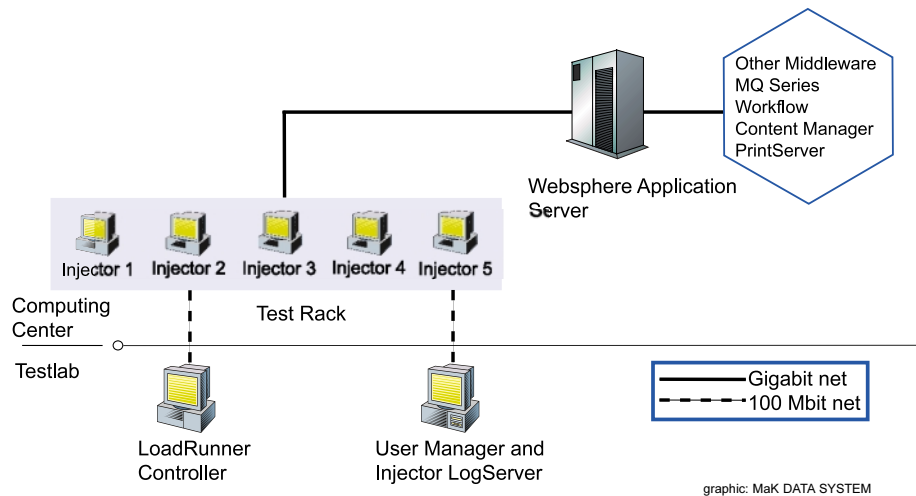 Other Middleware
MQ Series
Workflow
Content Manager
PrintServer
Websphere Application
Server
Injector 1
Injector 2
Injector 3
Injector 4
Injector 5
Test Rack
Computing
Center
Testlab
Gigabit net
100 Mbit net
LoadRunner
Controller
User Manager and
Injector LogServer
graphic: MaK DATA SYSTEM